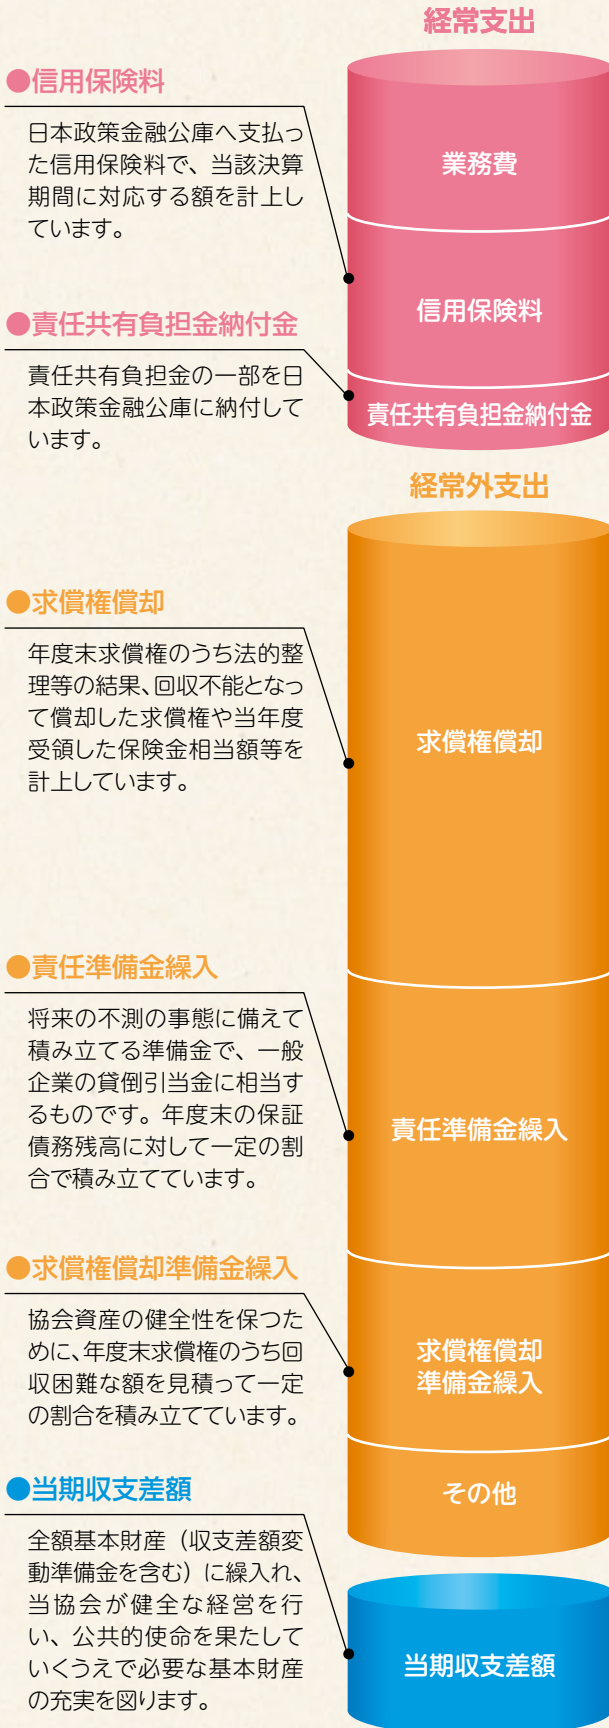 経常支出
●信用保険料
日本政策金融公庫へ支払っ
た信用保険料で、当該決算
期間に対応する額を計上し
ています。
業務費
信用保険料
●責任共有負担金納付金
責任共有負担金の一部を日
本政策金融公庫に納付して
います。
責任共有負担金納付金
経常外支出
●求償権償却
年度末求償権のうち法的整
理等の結果、回収不能となっ
て償却した求償権や当年度
受領した保険金相当額等を
計上しています。
求償権償却
●責任準備金繰入
将来の不測の事態に備えて
積み立てる準備金で、一般
企業の貸倒引当金に相当す
るものです。年度末の保証
債務残高に対して一定の割
合で積み立てています。
責任準備金繰入
●求償権償却準備金繰入
協会資産の健全性を保つた
めに、年度末求償権のうち回
収困難な額を見積って一定
の割合を積み立てています。
求償権償却
準備金繰入
その他
●当期収支差額
全額基本財産（収支差額変
動準備金を含む）に繰入れ、
当協会が健全な経営を行
い、公共的使命を果たして
いくうえで必要な基本財産
の充実を図ります。
当期収支差額